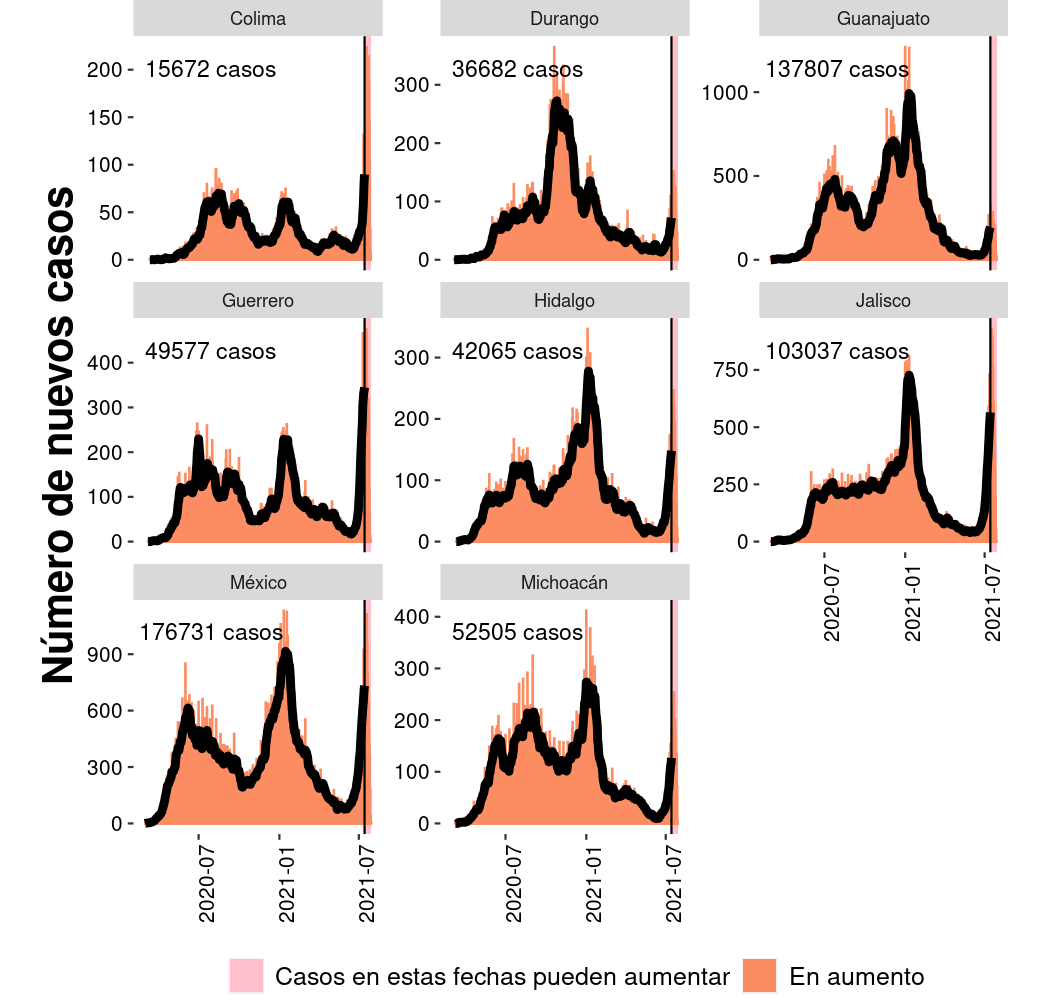 Número de nuevos casos
Colima
15672 casos
200
150
100
50
0
Durango
36682 casos
300
200
100
0
Guanajuato
137807 casos
1000
500
0
Guerrero
49577 casos
400
300
200
100
0
Hidalgo
42065 casos
300
200
100
0
Jalisco
103037 casos
750
500
250
0
2020-07
2021-01
2021-07
México
176731 casos
900
600
300
0
2020-07
2021-01
2021-07
Michoacán
52505 casos
400
300
200
100
0
2020-07
2021-01
2021-07
Casos en estas fechas pueden aumentar
En aumento